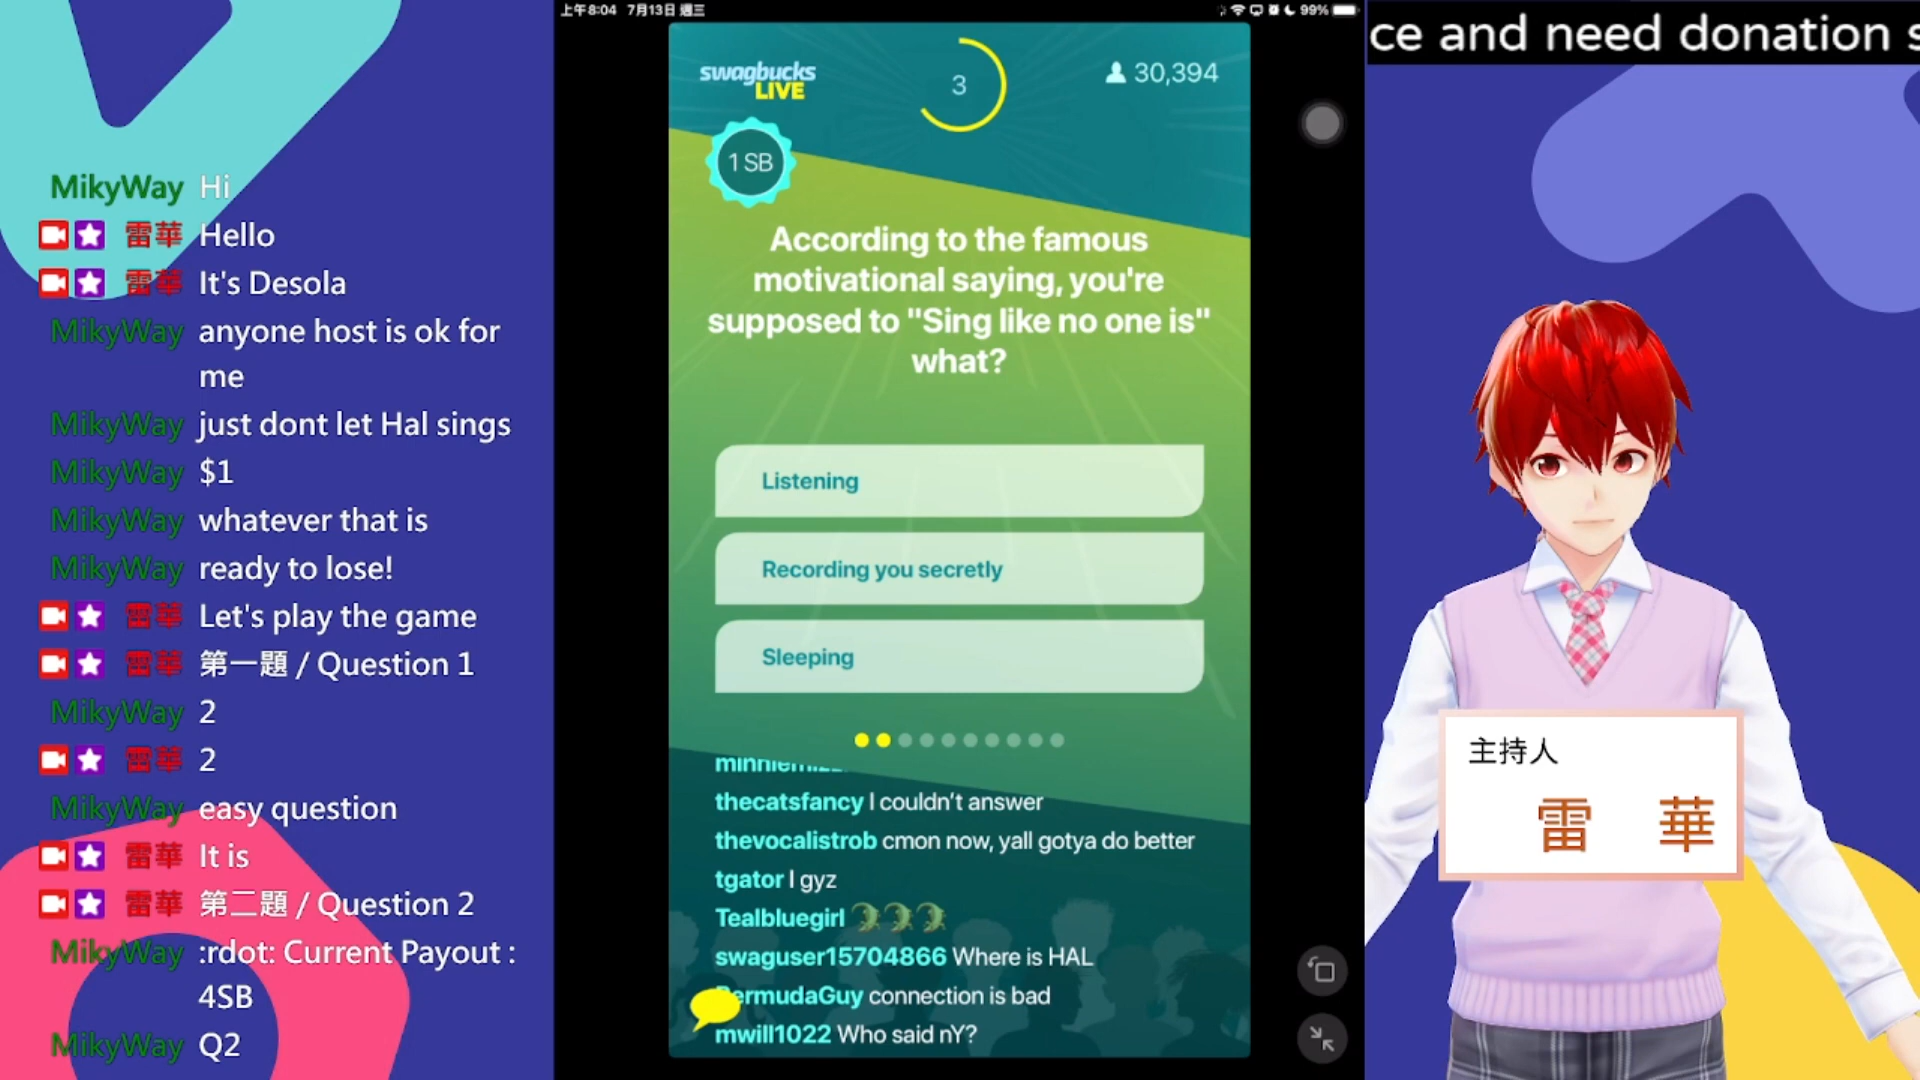 上午8:04 7月13日 週三
99%
ce and need donation s
MikyWay Hi
雷華 Hello
雷華 It's Desola
MikyWay anyone host is ok for
me
MikyWay just dont let Hal sings
MikyWay $1
MikyWay whatever that is
MikyWay ready to lose!
雷華 Let's play the game
雷華 第一題 / Question 1
MikyWay 2
雷華 2
MikyWay easy question
雷華 It is
雷華 第二題 / Question 2
MikyWay :rdot: Current Payout :
4SB
MikyWay Q2
swagbucks
LIVE
3
30,394
1 SB
According to the famous
motivational saying, you're
supposed to "Sing like no one is"
what?
Listening
Recording you secretly
Sleeping
thecatsfancy I couldn't answer
thevocalistrob cmon now, yall gotya do better
tgator I gyz
Tealbluegirl
swaguser15704866 Where is HAL
BermudaGuy connection is bad
mwill1022 Who said nY?
主持人
雷 華